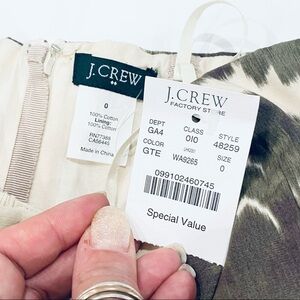 J.CREW
0
100% Cotton
Lining:
100% Cotton
RN77388
CA56445
Made in China
J.CREW
FACTORY STORE
DEPT CLASS STYLE
GA4 010 48259
COLOR SIZE
GTE WA9265 0
099102460745
Special Value